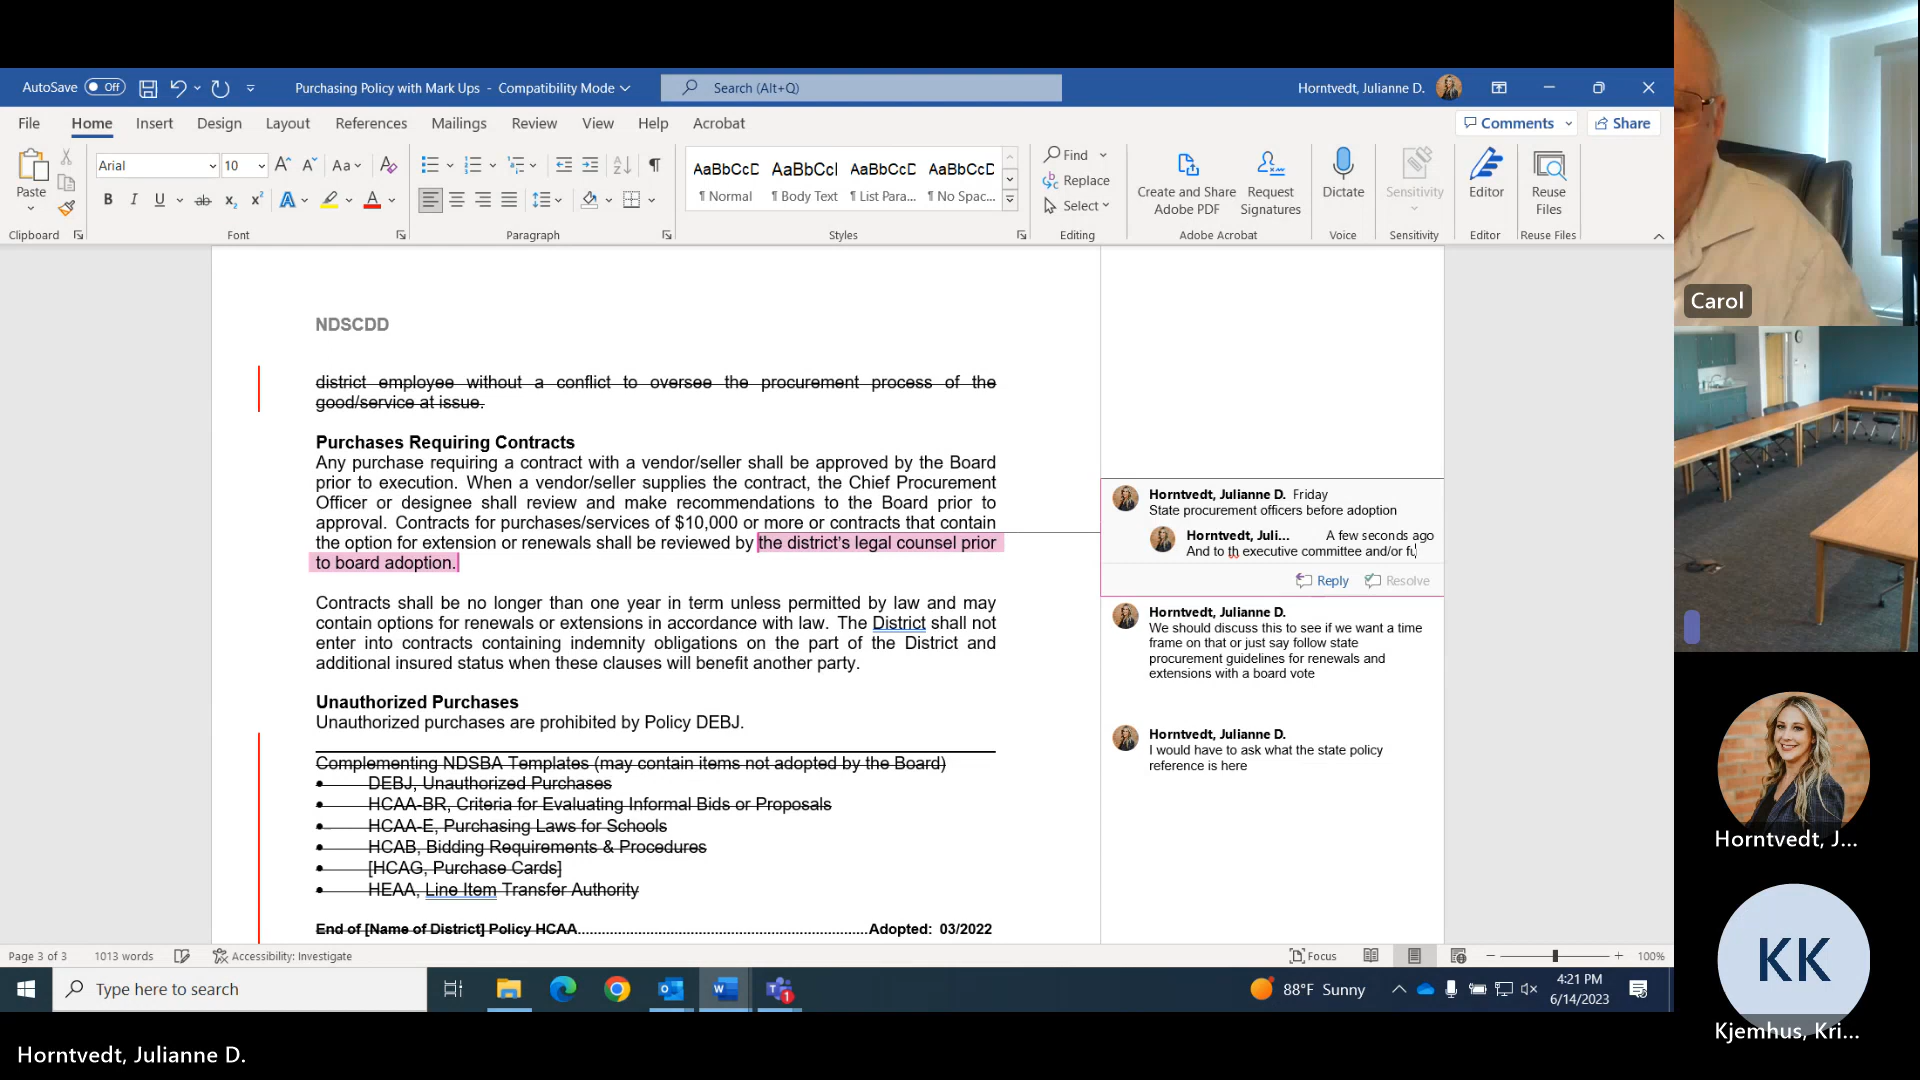 AutoSave Off
Purchasing Policy with Mark Ups - Compatibility Mode
Search (Alt+Q)
Horntvedt, Julianne D.
File Home Insert Design Layout References Mailings Review View Help Acrobat
Comments Share
Paste
Clipboard
Arial 10
Font
Paragraph
AaBbCcD AaBbCcI AaBbCcD AaBbCcD
¶ Normal ¶ Body Text ¶ List Para... ¶ No Spac...
Styles
Find
Replace
Select
Editing
Create and Share Adobe PDF
Request Signatures
Adobe Acrobat
Dictate
Voice
Sensitivity
Sensitivity
Editor
Editor
Reuse Files
Reuse Files
NDSCDD
district employee without a conflict to oversee the procurement process of the
good/service at issue.
Purchases Requiring Contracts
Any purchase requiring a contract with a vendor/seller shall be approved by the Board
prior to execution. When a vendor/seller supplies the contract, the Chief Procurement
Officer or designee shall review and make recommendations to the Board prior to
approval. Contracts for purchases/services of $10,000 or more or contracts that contain
the option for extension or renewals shall be reviewed by the district's legal counsel prior
to board adoption.
Contracts shall be no longer than one year in term unless permitted by law and may
contain options for renewals or extensions in accordance with law. The District shall not
enter into contracts containing indemnity obligations on the part of the District and
additional insured status when these clauses will benefit another party.
Unauthorized Purchases
Unauthorized purchases are prohibited by Policy DEBJ.
Complementing NDSBA Templates (may contain items not adopted by the Board)
• DEBJ, Unauthorized Purchases
• HCAA-BR, Criteria for Evaluating Informal Bids or Proposals
• HCAA-E, Purchasing Laws for Schools
• HCAB, Bidding Requirements & Procedures
• [HCAG, Purchase Cards]
• HEAA, Line Item Transfer Authority
End of [Name of District] Policy HCAA....................................................................Adopted: 03/2022
Horntvedt, Julianne D. Friday
State procurement officers before adoption
Horntvedt, Juli... A few seconds ago
And to th executive committee and/or fu
Reply Resolve
Horntvedt, Julianne D.
We should discuss this to see if we want a time
frame on that or just say follow state
procurement guidelines for renewals and
extensions with a board vote
Horntvedt, Julianne D.
I would have to ask what the state policy
reference is here
Page 3 of 3 1013 words Accessibility: Investigate
Focus 100%
Type here to search
88°F Sunny
4:21 PM
6/14/2023
Carol
Horntvedt, J...
KK
Kjemhus, Kri...
Horntvedt, Julianne D.